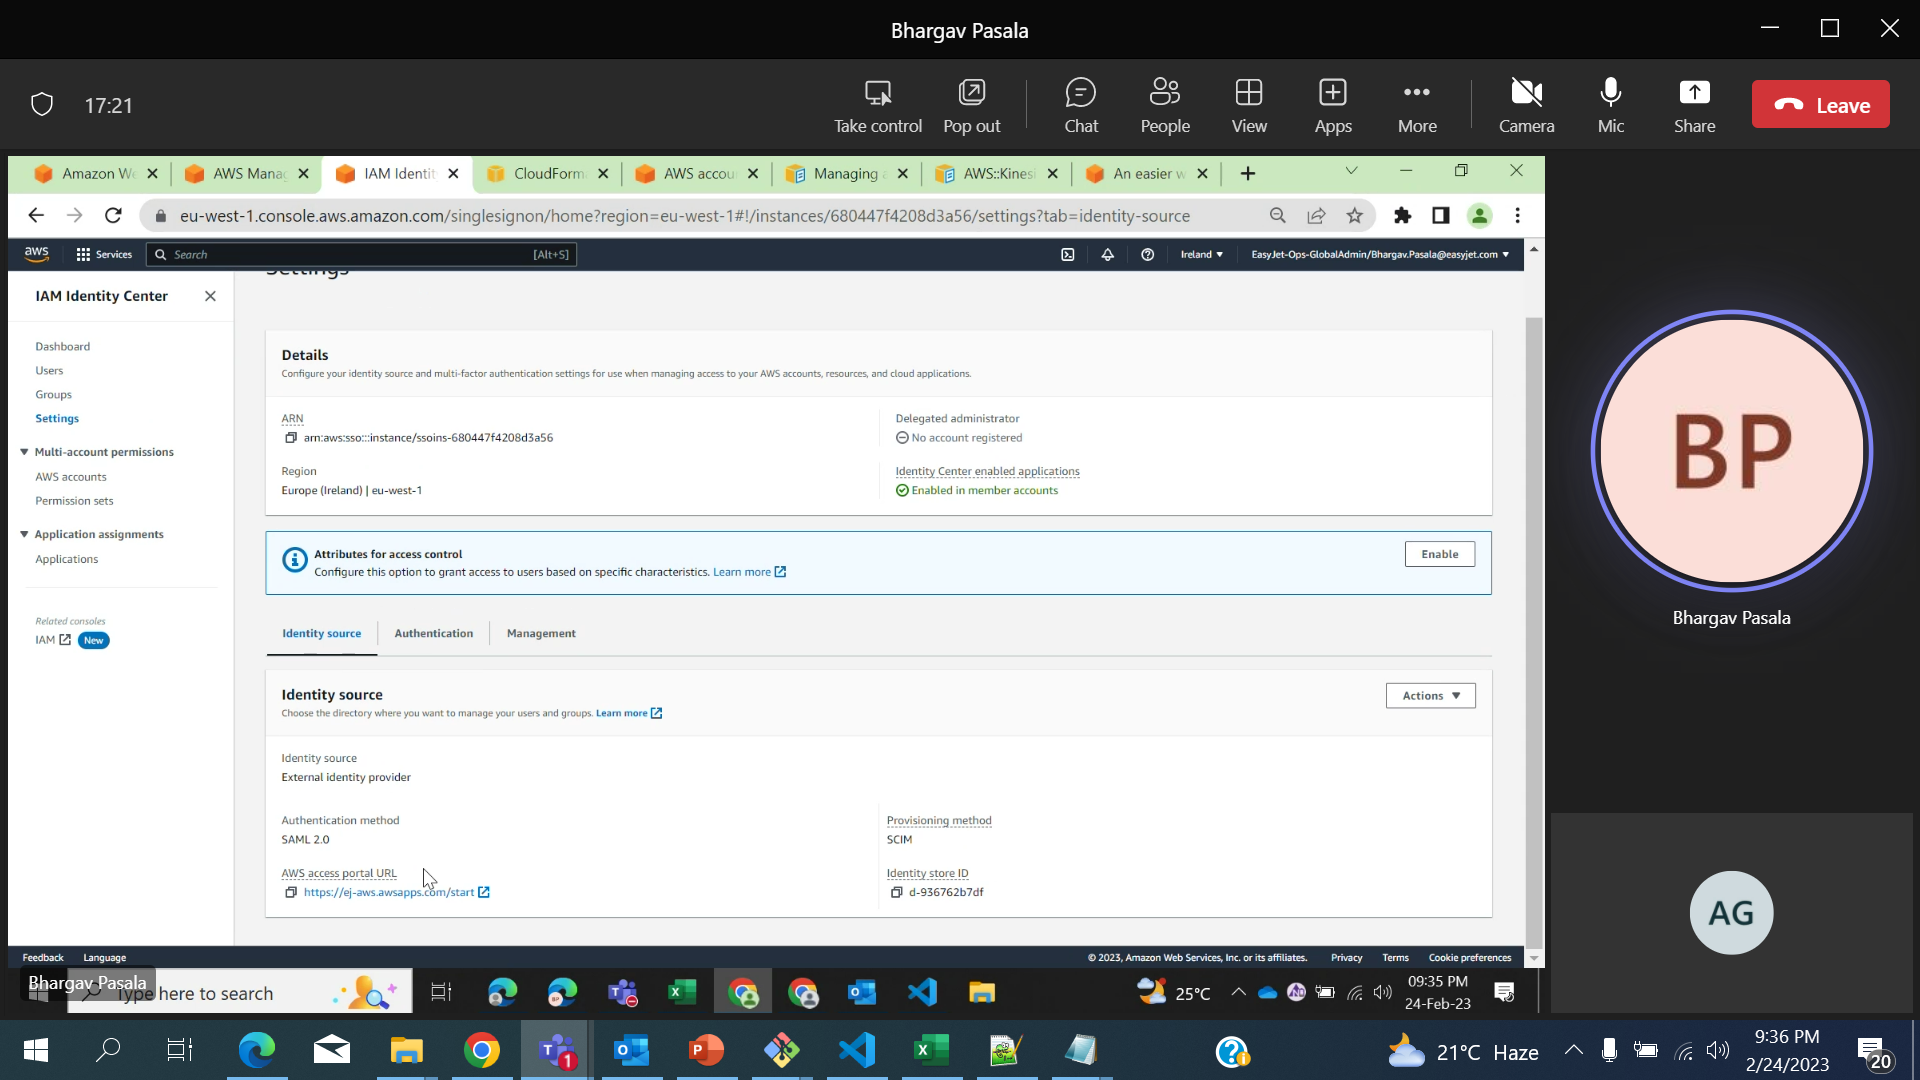 Bhargav Pasala
17:21
Take control
Pop out
Chat
People
View
Apps
More
Camera
Mic
Share
Leave
Amazon We
AWS Manag
IAM Identit
CloudForm
AWS accou
Managing a
AWS::Kines
An easier w
eu-west-1.console.aws.amazon.com/singlesignon/home?region=eu-west-1#!/instances/680447f4208d3a56/settings?tab=identity-source
aws
Services
Search
[Alt+S]
Ireland
EasyJet-Ops-GlobalAdmin/Bhargav.Pasala@easyjet.com
Settings
IAM Identity Center
Dashboard
Users
Groups
Settings
Multi-account permissions
AWS accounts
Permission sets
Application assignments
Applications
Related consoles
IAM
New
Details
Configure your identity source and multi-factor authentication settings for use when managing access to your AWS accounts, resources, and cloud applications.
ARN
arn:aws:sso:::instance/ssoins-680447f4208d3a56
Delegated administrator
No account registered
Region
Europe (Ireland) | eu-west-1
Identity Center enabled applications
Enabled in member accounts
Attributes for access control
Configure this option to grant access to users based on specific characteristics. Learn more
Enable
Identity source
Authentication
Management
Identity source
Choose the directory where you want to manage your users and groups. Learn more
Actions
Identity source
External identity provider
Authentication method
SAML 2.0
Provisioning method
SCIM
AWS access portal URL
https://ej-aws.awsapps.com/start
Identity store ID
d-936762b7df
Feedback
Language
© 2023, Amazon Web Services, Inc. or its affiliates.
Privacy
Terms
Cookie preferences
Bhargav Pasala
Type here to search
25°C
09:35 PM
24-Feb-23
BP
Bhargav Pasala
AG
1
21°C Haze
9:36 PM
2/24/2023
20